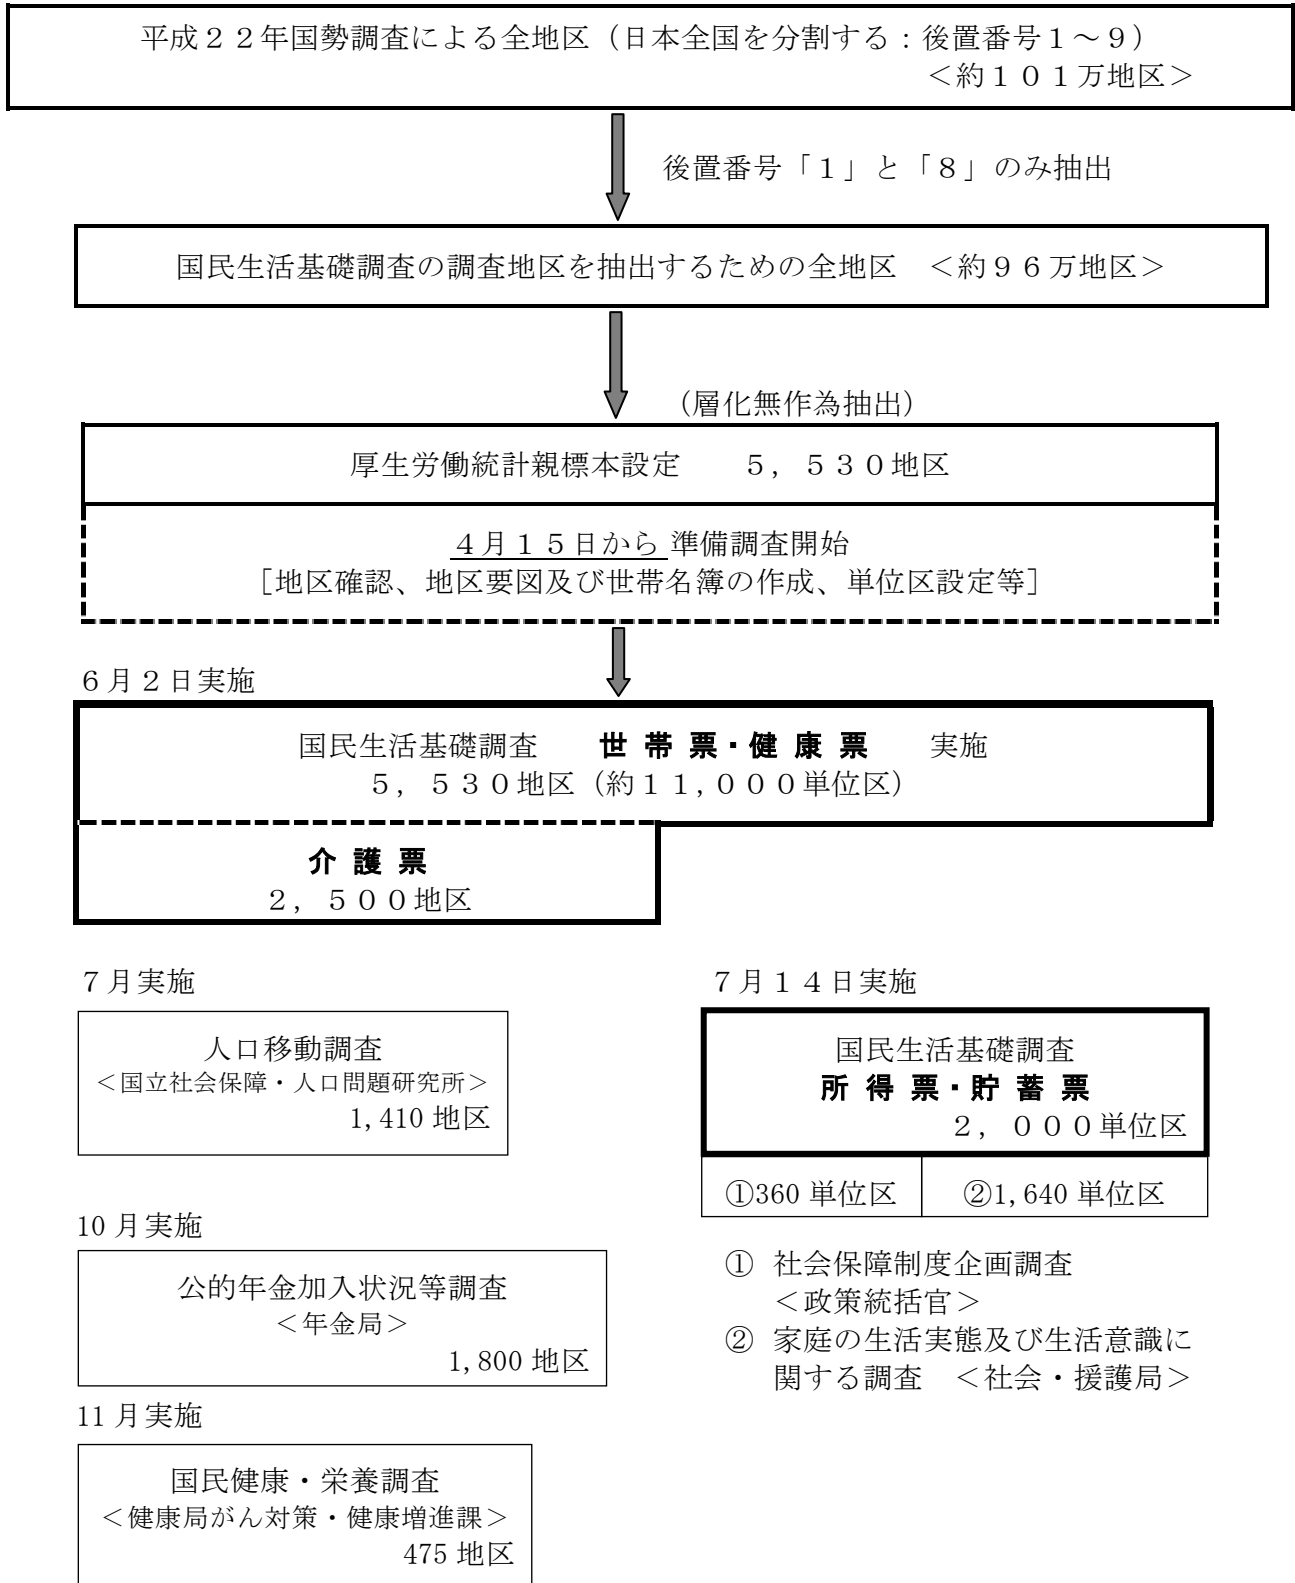 平成２２年国勢調査による全地区（日本全国を分割する：後置番号１～９）
＜約１０１万地区＞
後置番号「１」と「８」のみ抽出
国民生活基礎調査の調査地区を抽出するための全地区　＜約９６万地区＞
（層化無作為抽出）
厚生労働統計親標本設定　　５，５３０地区
４月１５日から 準備調査開始
［地区確認、地区要図及び世帯名簿の作成、単位区設定等］
６月２日実施
国民生活基礎調査　世 帯 票・健 康 票　実施
５，５３０地区（約１１,０００単位区）
介 護 票
２，５００地区
７月実施
人口移動調査
＜国立社会保障・人口問題研究所＞
1,410 地区
７月１４日実施
国民生活基礎調査
所 得 票・貯 蓄 票
２，０００単位区
①360 単位区　②1,640 単位区
① 社会保障制度企画調査
＜政策統括官＞
② 家庭の生活実態及び生活意識に
関する調査　＜社会・援護局＞
10 月実施
公的年金加入状況等調査
＜年金局＞
1,800 地区
11 月実施
国民健康・栄養調査
＜健康局がん対策・健康増進課＞
475 地区